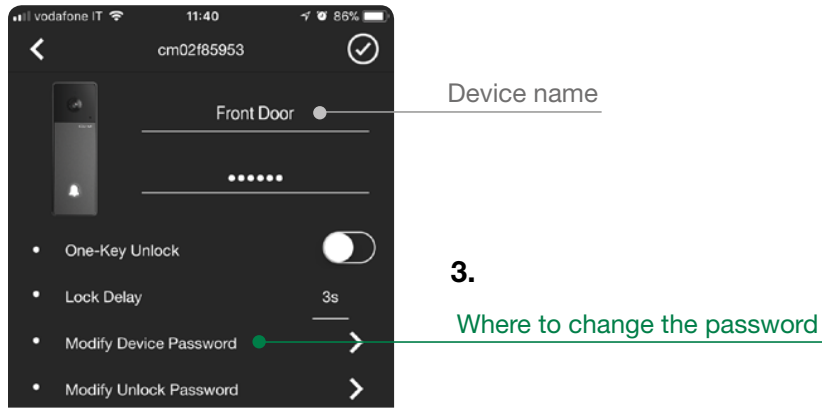 vodafone IT 11:40 86%
cm02f85953
Front Door
Device name
••••••
• One-Key Unlock
3.
• Lock Delay 3s
Where to change the password
• Modify Device Password
• Modify Unlock Password